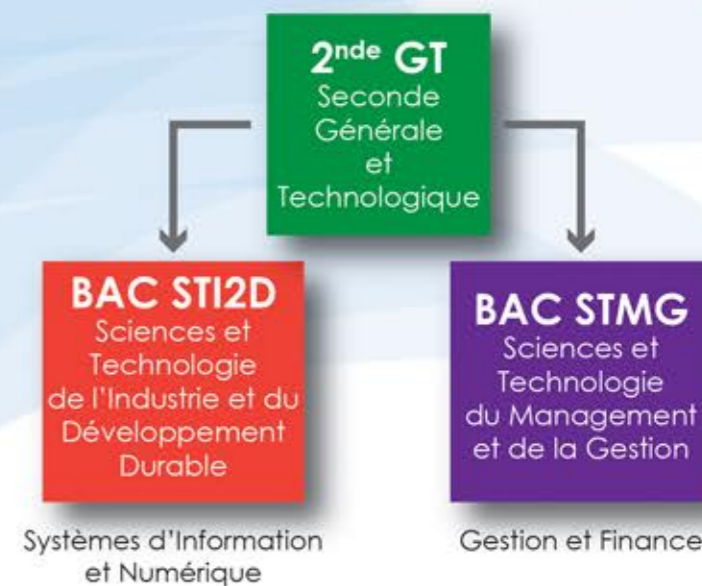 2nde GT
Seconde
Générale
et
Technologique
BAC STI2D
Sciences et
Technologie
de l'Industrie et du
Développement
Durable
Systèmes d'Information
et Numérique
BAC STMG
Sciences et
Technologie
du Management
et de la Gestion
Gestion et Finance